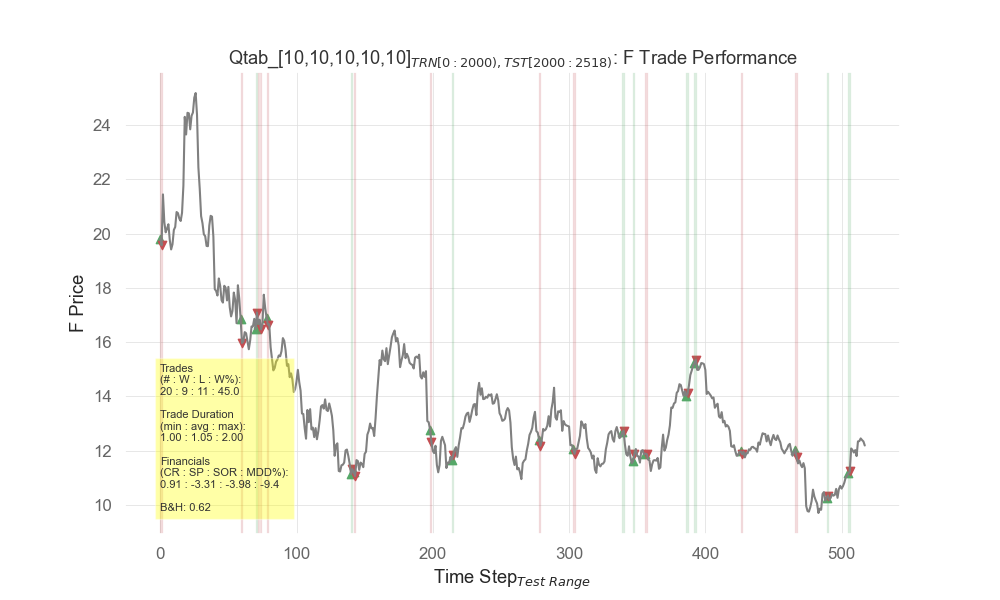 Qtab_[10,10,10,10,10]TRN[0 : 2000), TST[2000 : 2518): F Trade Performance
24
22
20
18
16
14
12
10
F Price
Trades
(# : W : L : W%):
20 : 9 : 11 : 45.0
Trade Duration
(min : avg : max):
1.00 : 1.05 : 2.00
Financials
(CR : SP : SOR : MDD%):
0.91 : -3.31 : -3.98 : -9.4
B&H: 0.62
0 100 200 300 400 500
Time StepTest Range